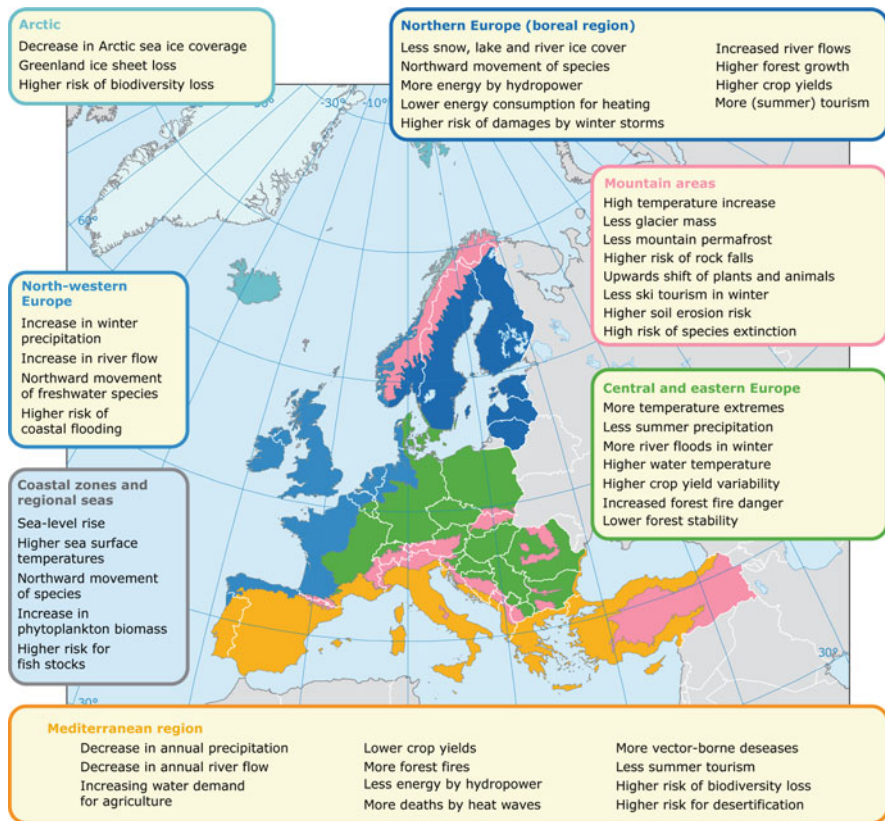 Arctic
Decrease in Arctic sea ice coverage
Greenland ice sheet loss
Higher risk of biodiversity loss
Northern Europe (boreal region)
Less snow, lake and river ice cover
Northward movement of species
More energy by hydropower
Lower energy consumption for heating
Higher risk of damages by winter storms
Increased river flows
Higher forest growth
Higher crop yields
More (summer) tourism
-30°
-10°
60°
Mountain areas
High temperature increase
Less glacier mass
Less mountain permafrost
Higher risk of rock falls
Upwards shift of plants and animals
Less ski tourism in winter
Higher soil erosion risk
High risk of species extinction
North-western
Europe
Increase in winter
precipitation
Increase in river flow
Northward movement
of freshwater species
Higher risk of
coastal flooding
Central and eastern Europe
More temperature extremes
Less summer precipitation
More river floods in winter
Higher water temperature
Higher crop yield variability
Increased forest fire danger
Lower forest stability
Coastal zones and
regional seas
Sea-level rise
Higher sea surface
temperatures
Northward movement
of species
Increase in
phytoplankton biomass
Higher risk for
fish stocks
30°
30°
Mediterranean region
Decrease in annual precipitation
Decrease in annual river flow
Increasing water demand
for agriculture
Lower crop yields
More forest fires
Less energy by hydropower
More deaths by heat waves
More vector-borne deseases
Less summer tourism
Higher risk of biodiversity loss
Higher risk for desertification